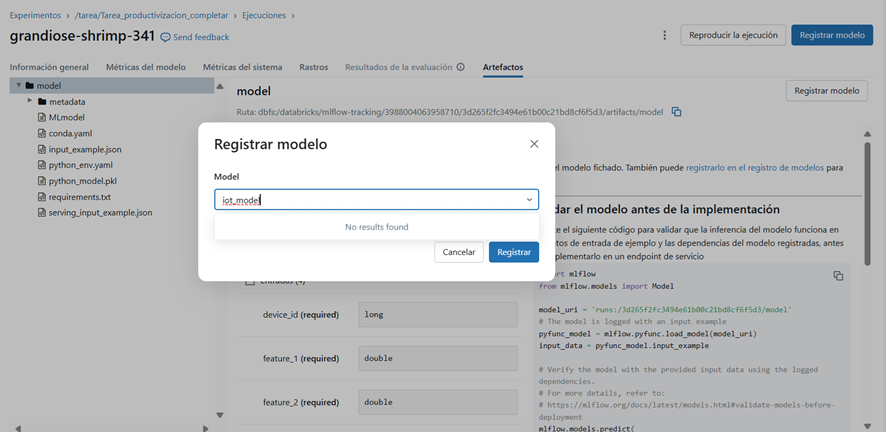 Experimentos > /tarea/Tarea_productivizacion_completar > Ejecuciones >
grandiose-shrimp-341 Send feedback
Reproducir la ejecución
Registrar modelo
Información general Métricas del modelo Métricas del sistema Rastros Resultados de la evaluación Artefactos
model
metadata
MLmodel
conda.yaml
input_example.json
python_env.yaml
python_model.pkl
requirements.txt
serving_input_example.json
model
Registrar modelo
Ruta: dbfs:/databricks/mlflow-tracking/3988004063958710/3d265f2fc3494e61b00c21bd8cf6f5d3/artifacts/model
Registrar modelo
Model
iot_model
No results found
Cancelar
Registrar
el modelo fichado. También puede registrarlo en el registro de modelos para
dar el modelo antes de la implementación
te el siguiente código para validar que la inferencia del modelo funciona en
tos de entrada de ejemplo y las dependencias del modelo registradas, antes
mplementarlo en un endpoint de servicio
Entradas (4)
device_id (required) long
feature_1 (required) double
feature_2 (required) double
ort mlflow
from mlflow.models import Model
model_uri = 'runs:/3d265f2fc3494e61b00c21bd8cf6f5d3/model'
# The model is logged with an input example
pyfunc_model = mlflow.pyfunc.load_model(model_uri)
input_data = pyfunc_model.input_example
# Verify the model with the provided input data using the logged
dependencies.
# For more details, refer to:
# https://mlflow.org/docs/latest/models.html#validate-models-before-
deployment
mlflow.models.predict(